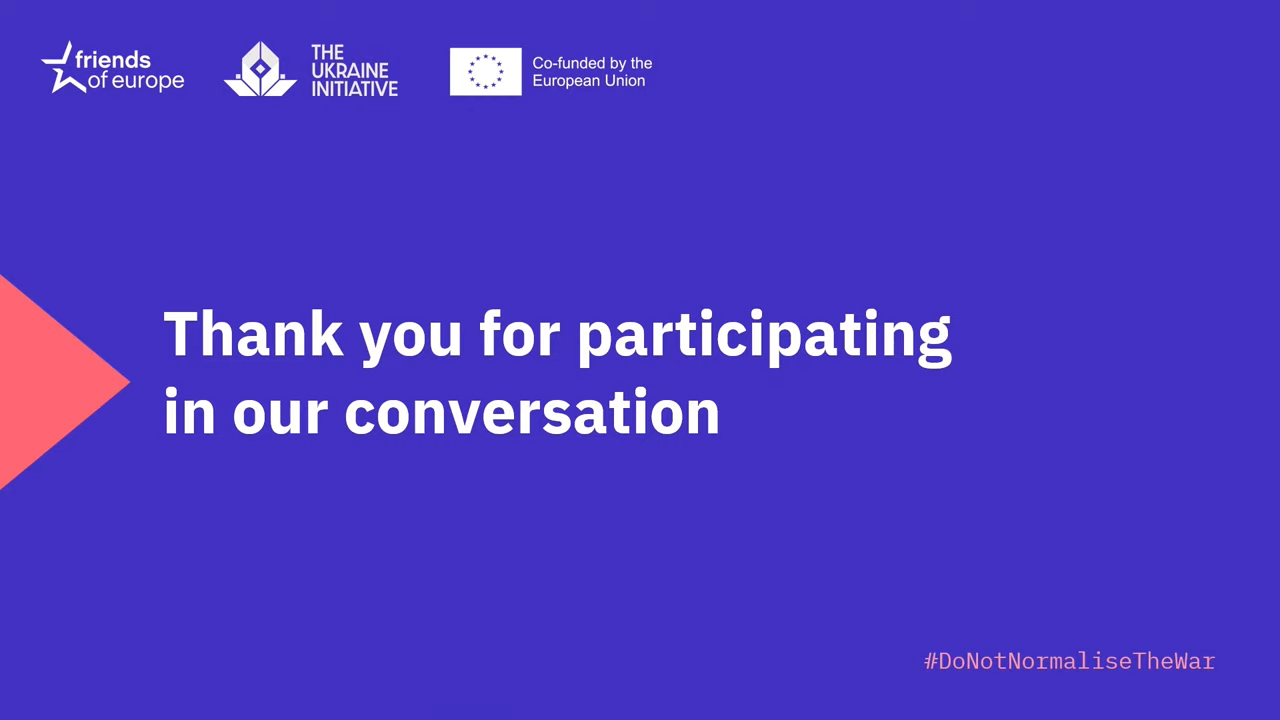 friends
of europe
THE
UKRAINE
INITIATIVE
Co-funded by the
European Union
Thank you for participating
in our conversation
#DoNotNormaliseTheWar